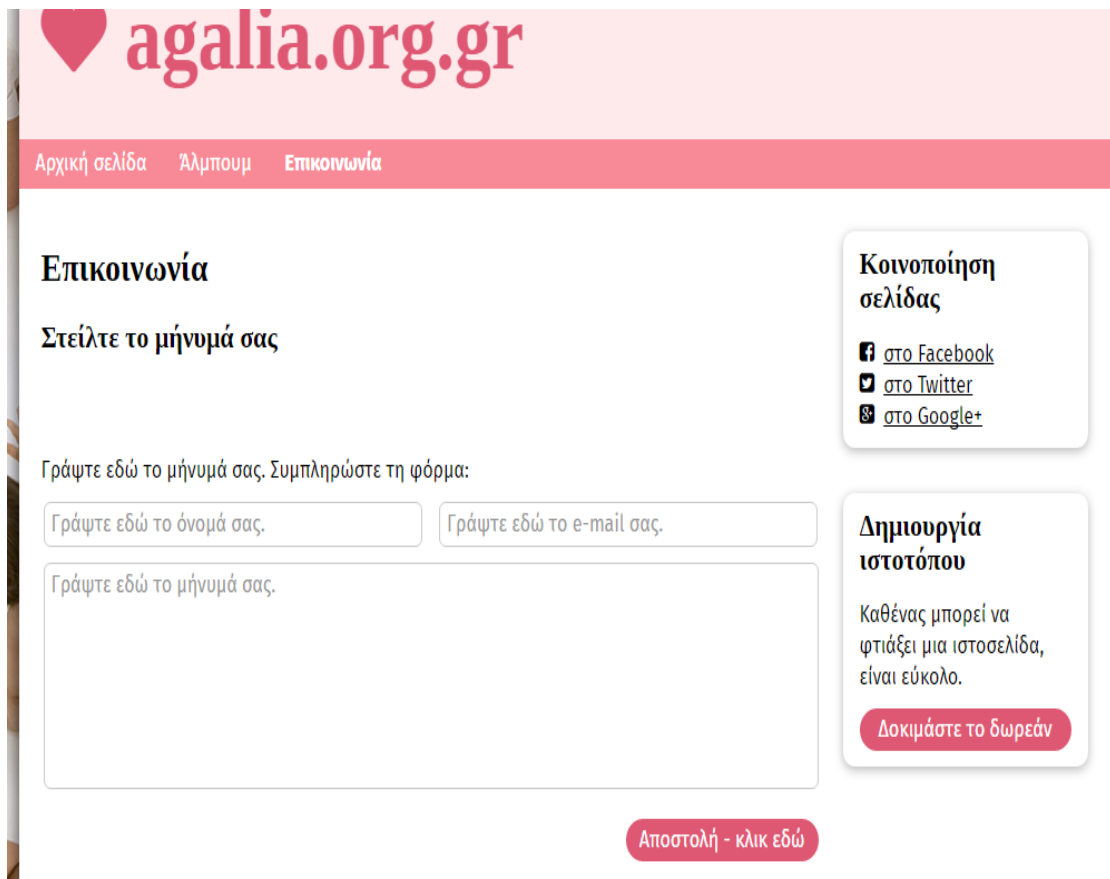 agalia.org.gr
Αρχική σελίδα Άλμπουμ Επικοινωνία
Επικοινωνία
Στείλτε το μήνυμά σας
Γράψτε εδώ το μήνυμά σας. Συμπληρώστε τη φόρμα:
Γράψτε εδώ το όνομά σας. Γράψτε εδώ το e-mail σας.
Γράψτε εδώ το μήνυμά σας.
Αποστολή - κλικ εδώ
Κοινοποίηση
σελίδας
στο Facebook
στο Twitter
στο Google+
Δημιουργία
ιστοτόπου
Καθένας μπορεί να
φτιάξει μια ιστοσελίδα,
είναι εύκολο.
Δοκιμάστε το δωρεάν